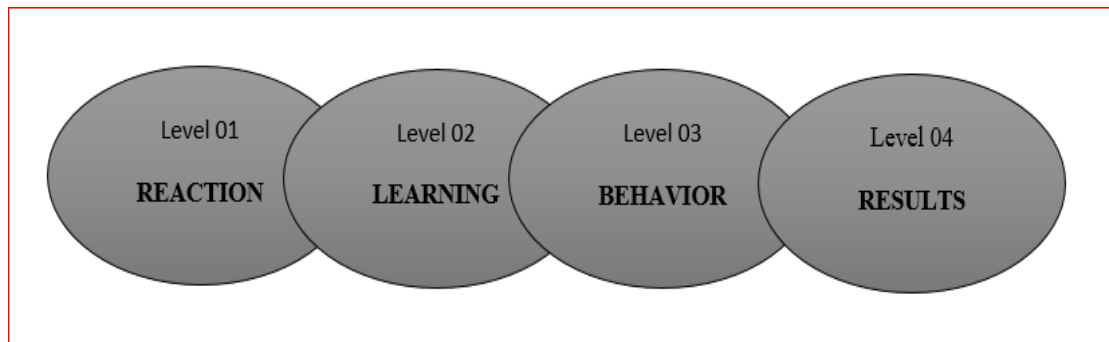 Level 01
REACTION
Level 02
LEARNING
Level 03
BEHAVIOR
Level 04
RESULTS